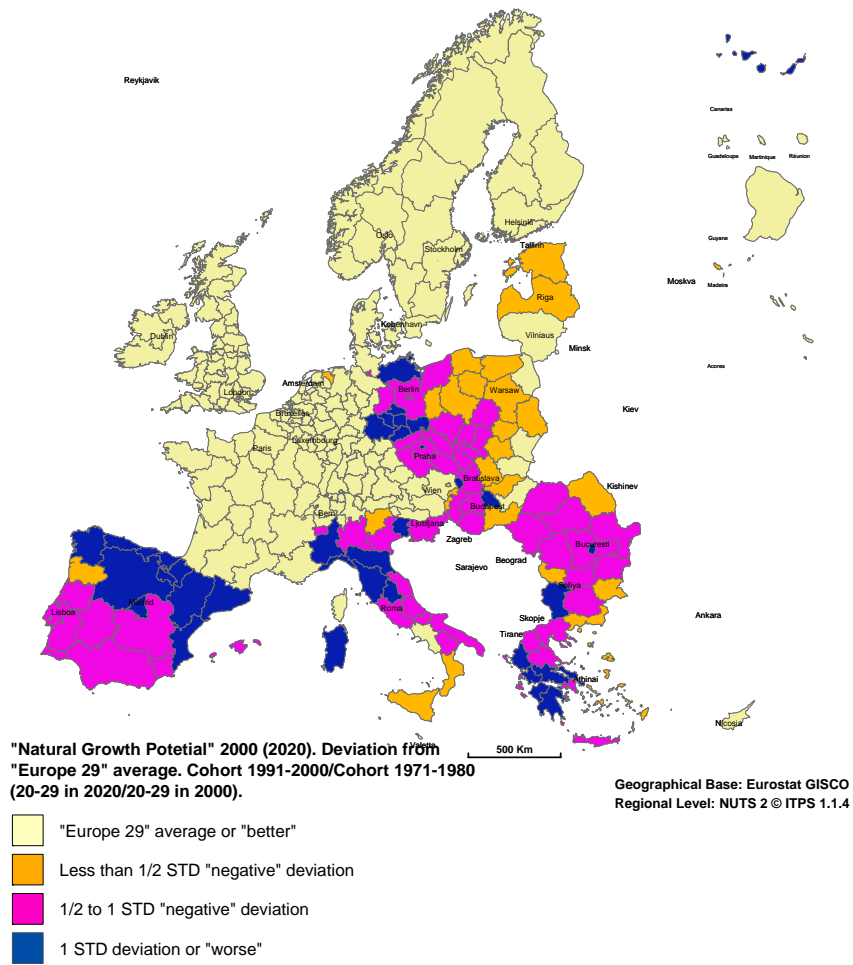 Reykjavik
Canarias
Guadeloupe
Martinique
Réunion
Helsinki
Oslo
Stockholm
Guyane
Tallinn
Moskva
Madeira
Riga
Dublin
København
Vilniaus
Minsk
Acores
London
Amsterdam
Berlin
Warsaw
Bruxelles
Kiev
Paris
Luxembourg
Praha
Wien
Bratislava
Kishinev
Bern
Budapest
Ljubljana
Zagreb
Bucuresti
Beograd
Sarajevo
Sofiya
Madrid
Lisboa
Roma
Skopje
Ankara
Tirane
Athinai
Nicosia
Valetta
"Natural Growth Potetial" 2000 (2020). Deviation from
"Europe 29" average. Cohort 1991-2000/Cohort 1971-1980
(20-29 in 2020/20-29 in 2000).
500 Km
Geographical Base: Eurostat GISCO
Regional Level: NUTS 2 © ITPS 1.1.4
"Europe 29" average or "better"
Less than 1/2 STD "negative" deviation
1/2 to 1 STD "negative" deviation
1 STD deviation or "worse"